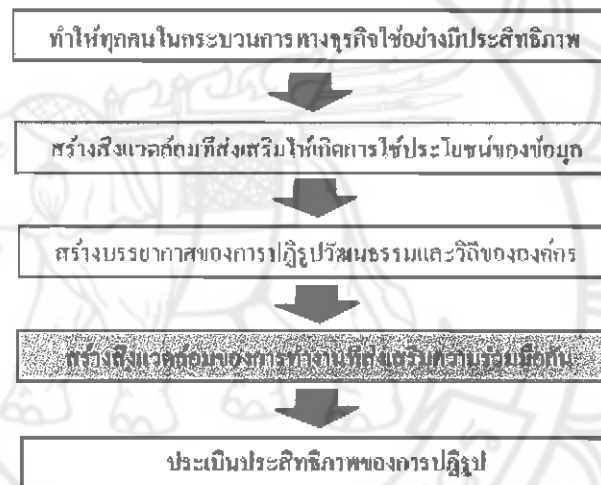 ทำให้ทุกคนในกระบวนการทางธุรกิจใช้อย่างมีประสิทธิภาพ
สร้างสิ่งแวดล้อมที่ส่งเสริมให้เกิดการใช้ประโยชน์ของข้อมูล
สร้างบรรยากาศของการปฏิรูปวัฒนธรรมและวิถีขององค์กร
สร้างสิ่งแวดล้อมของการทำงานที่ส่งเสริมความร่วมมือกัน
ประเมินประสิทธิภาพของการปฏิรูป